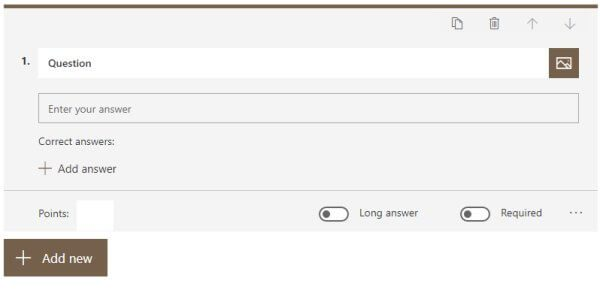 1. Question
Enter your answer
Correct answers:
Add answer
Points: Long answer Required
Add new